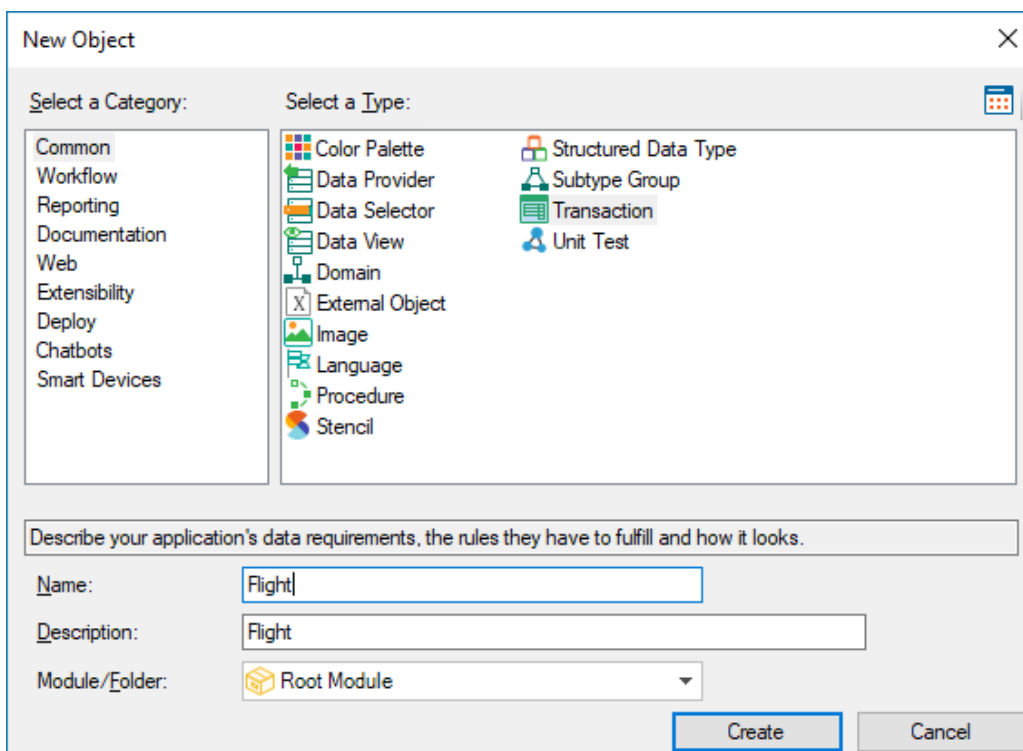 New Object
Select a Category:
Select a Type:
Common
Workflow
Reporting
Documentation
Web
Extensibility
Deploy
Chatbots
Smart Devices
Color Palette
Data Provider
Data Selector
Data View
Domain
External Object
Image
Language
Procedure
Stencil
Structured Data Type
Subtype Group
Transaction
Unit Test
Describe your application's data requirements, the rules they have to fulfill and how it looks.
Name:
Flight
Description:
Flight
Module/Folder:
Root Module
Create
Cancel